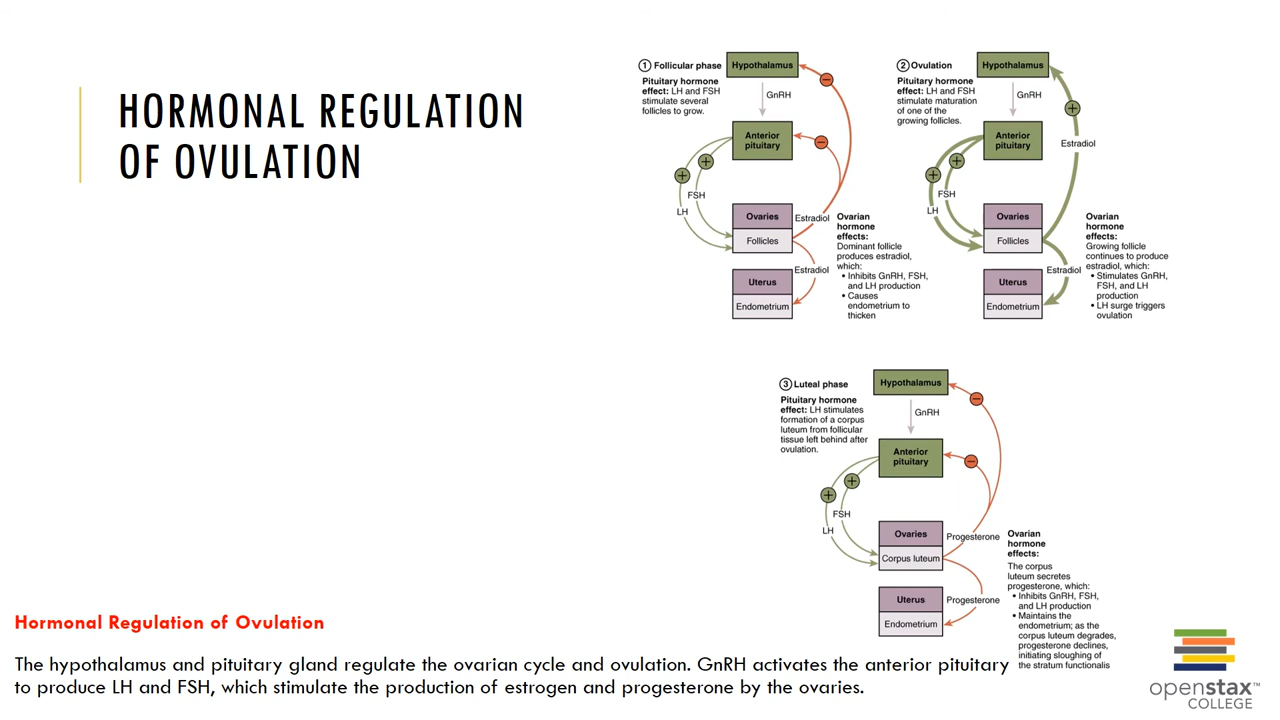 HORMONAL REGULATION
OF OVULATION
1 Follicular phase
Pituitary hormone
effect: LH and FSH
stimulate several
follicles to grow.
Hypothalamus
−
GnRH
Anterior
pituitary
−
+
+
FSH
LH
Ovaries
Follicles
Estradiol
Estradiol
Uterus
Endometrium
Ovarian
hormone
effects:
Dominant follicle
produces estradiol,
which:
• Inhibits GnRH, FSH,
and LH production
• Causes
endometrium to
thicken
2 Ovulation
Pituitary hormone
effect: LH and FSH
stimulate maturation
of one of the
growing follicles.
Hypothalamus
GnRH
+
Anterior
pituitary
Estradiol
+
+
FSH
LH
Ovaries
Follicles
Estradiol
Uterus
Endometrium
Ovarian
hormone
effects:
Growing follicle
continues to produce
estradiol, which:
• Stimulates GnRH,
FSH, and LH
production
• LH surge triggers
ovulation
3 Luteal phase
Pituitary hormone
effect: LH stimulates
formation of a corpus
luteum from follicular
tissue left behind after
ovulation.
Hypothalamus
−
GnRH
Anterior
pituitary
−
+
+
FSH
LH
Ovaries
Corpus luteum
Progesterone
Progesterone
Uterus
Endometrium
Ovarian
hormone
effects:
The corpus
luteum secretes
progesterone, which:
• Inhibits GnRH, FSH,
and LH production
• Maintains the
endometrium; as the
corpus luteum degrades,
progesterone declines,
initiating sloughing of
the stratum functionalis
Hormonal Regulation of Ovulation
The hypothalamus and pituitary gland regulate the ovarian cycle and ovulation. GnRH activates the anterior pituitary
to produce LH and FSH, which stimulate the production of estrogen and progesterone by the ovaries.
openstax™
COLLEGE